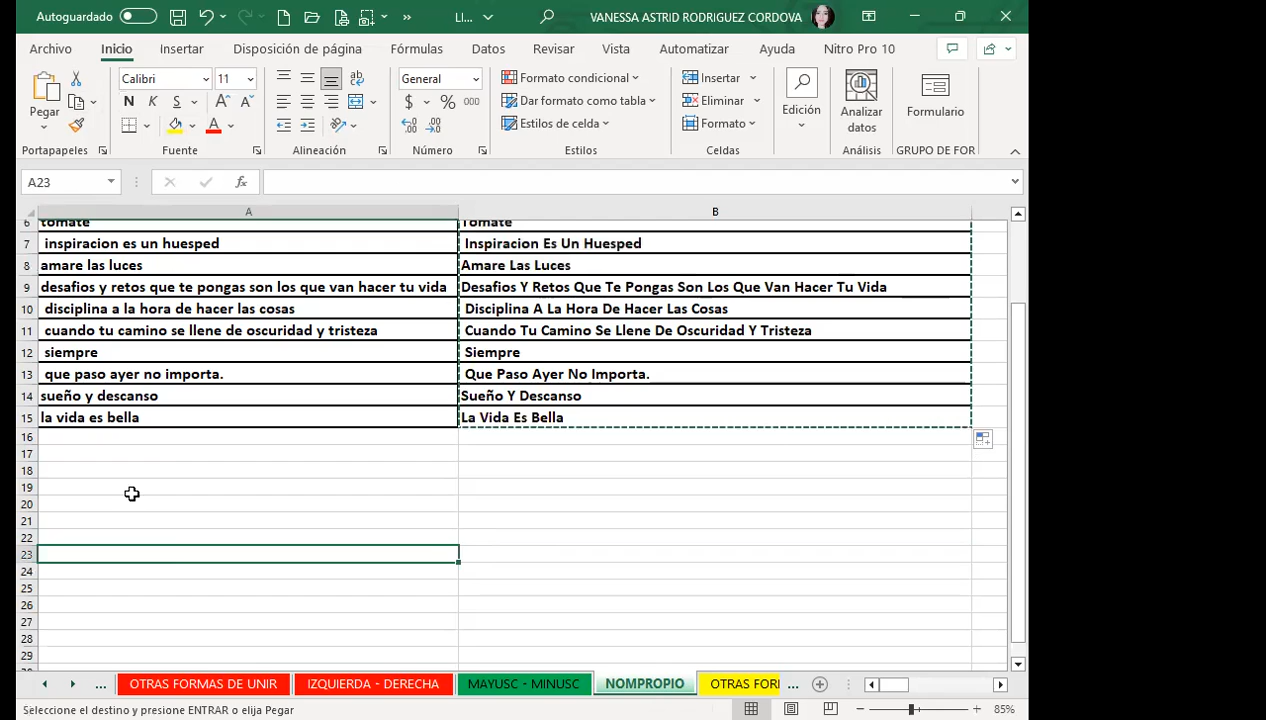 Autoguardado LI... VANESSA ASTRID RODRIGUEZ CORDOVA
Archivo Inicio Insertar Disposición de página Fórmulas Datos Revisar Vista Automatizar Ayuda Nitro Pro 10
Pegar Calibri 11 General Formato condicional Insertar Edición Analizar datos Formulario
N K S A A $ % 000 Dar formato como tabla Eliminar
Estilos de celda Formato
Portapapeles Fuente Alineación Número Estilos Celdas Análisis GRUPO DE FOR
A23 fx
A B
6 tomate Tomate
7 inspiracion es un huesped Inspiracion Es Un Huesped
8 amare las luces Amare Las Luces
9 desafios y retos que te pongas son los que van hacer tu vida Desafios Y Retos Que Te Pongas Son Los Que Van Hacer Tu Vida
10 disciplina a la hora de hacer las cosas Disciplina A La Hora De Hacer Las Cosas
11 cuando tu camino se llene de oscuridad y tristeza Cuando Tu Camino Se Llene De Oscuridad Y Tristeza
12 siempre Siempre
13 que paso ayer no importa. Que Paso Ayer No Importa.
14 sueño y descanso Sueño Y Descanso
15 la vida es bella La Vida Es Bella
16
17
18
19
20
21
22
23
24
25
26
27
28
29
... OTRAS FORMAS DE UNIR IZQUIERDA - DERECHA MAYUSC - MINUSC NOMPROPIO OTRAS FORI ...
Seleccione el destino y presione ENTRAR o elija Pegar 85%